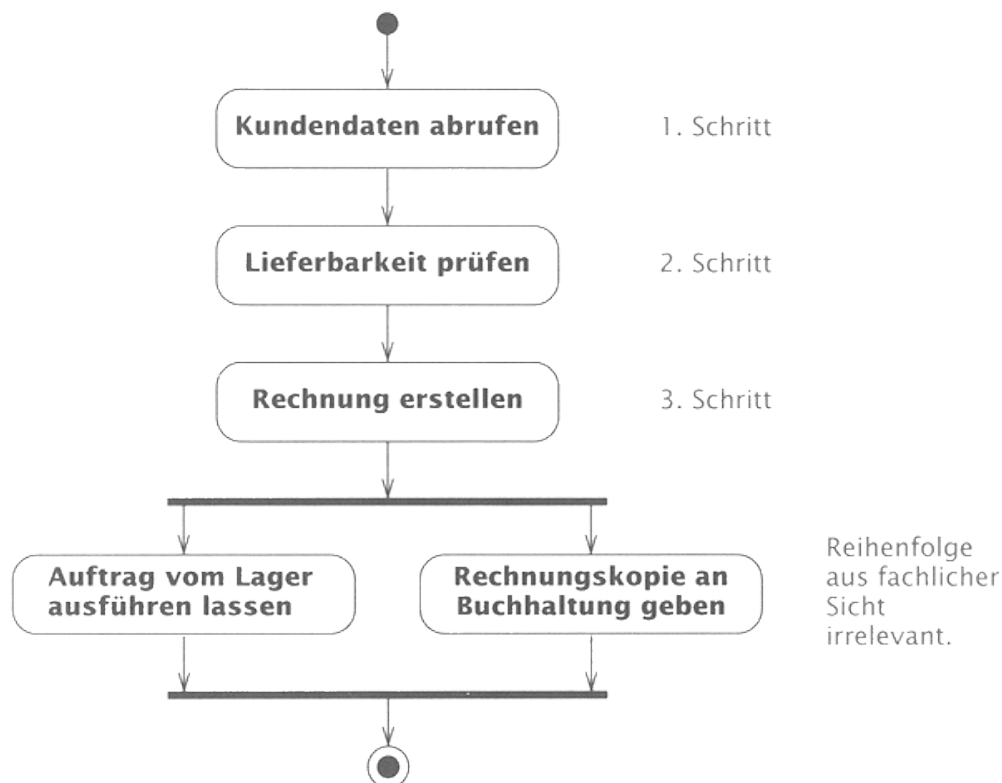 Kundendaten abrufen
1. Schritt
Lieferbarkeit prüfen
2. Schritt
Rechnung erstellen
3. Schritt
Auftrag vom Lager
ausführen lassen
Rechnungskopie an
Buchhaltung geben
Reihenfolge
aus fachlicher
Sicht
irrelevant.